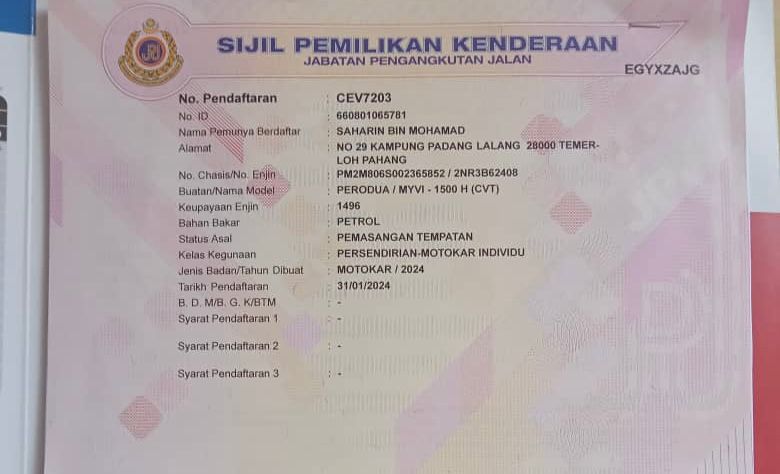 SIJIL PEMILIKAN KENDERAAN
JABATAN PENGANGKUTAN JALAN
EGYXZAJG
No. Pendaftaran : CEV7203
No. ID : 660801065781
Nama Pemunya Berdaftar : SAHARIN BIN MOHAMAD
Alamat : NO 29 KAMPUNG PADANG LALANG 28000 TEMER-
LOH PAHANG
No. Chasis/No. Enjin : PM2M806S002365852 / 2NR3B62408
Buatan/Nama Model : PERODUA / MYVI - 1500 H (CVT)
Keupayaan Enjin : 1496
Bahan Bakar : PETROL
Status Asal : PEMASANGAN TEMPATAN
Kelas Kegunaan : PERSENDIRIAN-MOTOKAR INDIVIDU
Jenis Badan/Tahun Dibuat : MOTOKAR / 2024
Tarikh Pendaftaran : 31/01/2024
B. D. M/B. G. K/BTM : -
Syarat Pendaftaran 1 : -
Syarat Pendaftaran 2 : -
Syarat Pendaftaran 3 : -